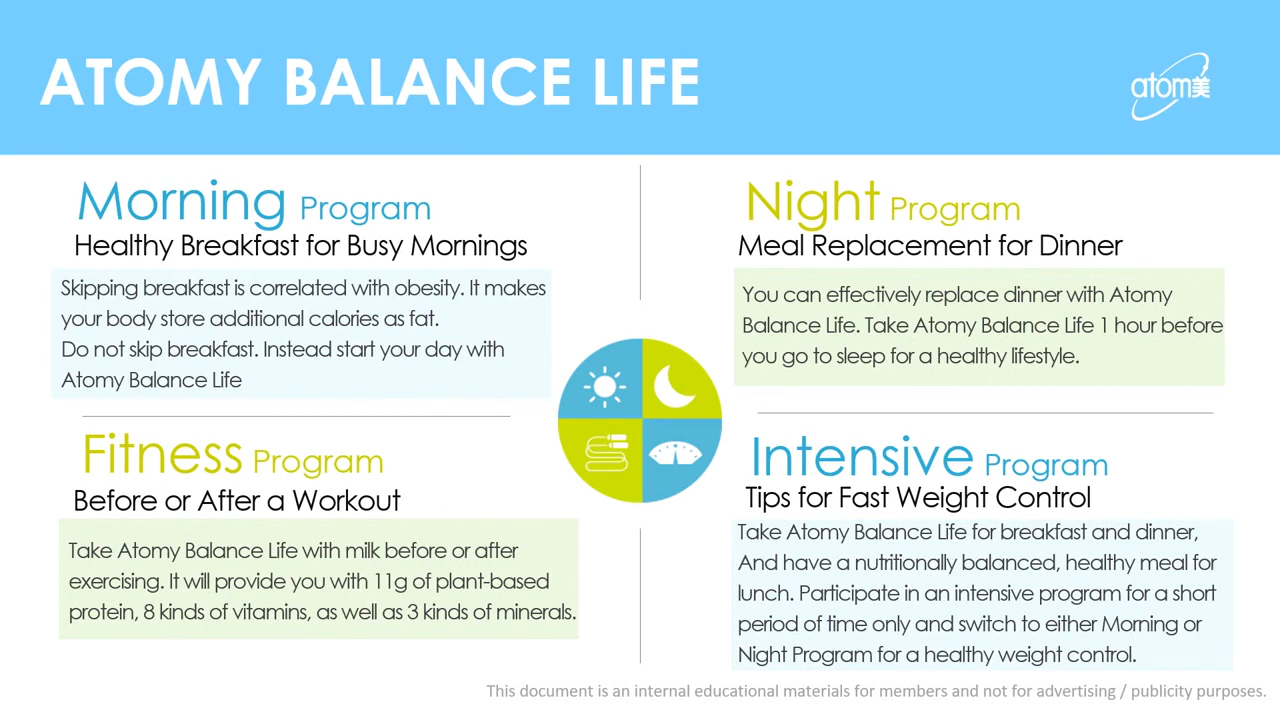 ATOMY BALANCE LIFE
atom美
Morning Program
Healthy Breakfast for Busy Mornings
Skipping breakfast is correlated with obesity. It makes
your body store additional calories as fat.
Do not skip breakfast. Instead start your day with
Atomy Balance Life
Night Program
Meal Replacement for Dinner
You can effectively replace dinner with Atomy
Balance Life. Take Atomy Balance Life 1 hour before
you go to sleep for a healthy lifestyle.
Fitness Program
Before or After a Workout
Take Atomy Balance Life with milk before or after
exercising. It will provide you with 11g of plant-based
protein, 8 kinds of vitamins, as well as 3 kinds of minerals.
Intensive Program
Tips for Fast Weight Control
Take Atomy Balance Life for breakfast and dinner,
And have a nutritionally balanced, healthy meal for
lunch. Participate in an intensive program for a short
period of time only and switch to either Morning or
Night Program for a healthy weight control.
This document is an internal educational materials for members and not for advertising / publicity purposes.